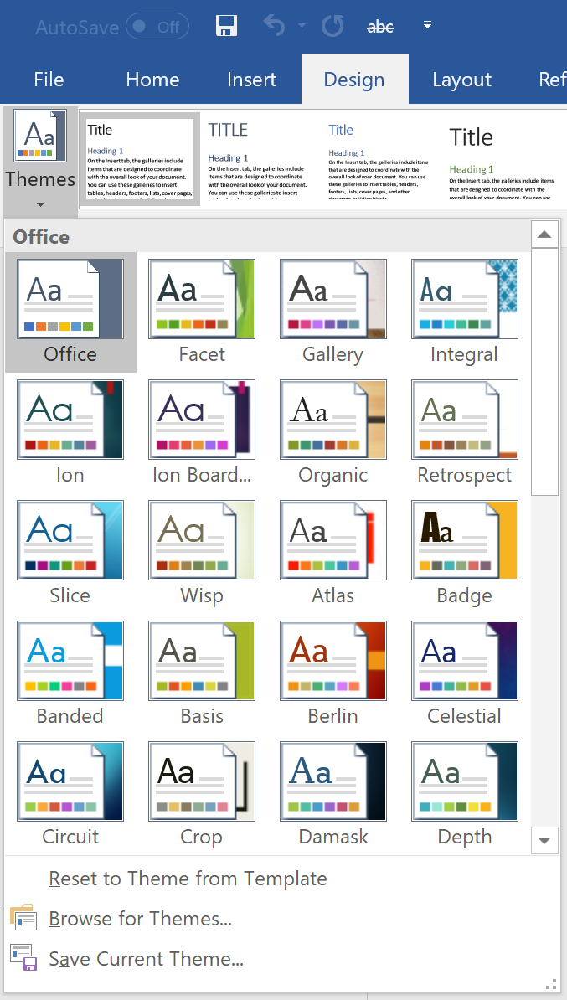 AutoSave Off abc
File Home Insert Design Layout Ref
Aa
Themes
Title
Heading 1
On the Insert tab, the galleries include
items that are designed to coordinate
with the overall look of your document.
You can use these galleries to insert
tables, headers, footers, lists, cover pages,
TITLE
Heading 1
On the Insert tab, the galleries include
items that are designed to coordinate
with the overall look of your document.
You can use these galleries to insert
Title
Heading 1
On the Insert tab, the galleries include items
that are designed to coordinate with the
overall look of your document. You can use
these galleries to insert tables, headers,
footers, lists, cover pages, and other
document building blocks.
Title
Heading 1
On the Insert tab, the galleries include items
that are designed to coordinate with the
overall look of your document. You can use
Office
Aa Aa Aa Aa
Office Facet Gallery Integral
Aa Aa Aa Aa
Ion Ion Board... Organic Retrospect
Aa Aa Aa Aa
Slice Wisp Atlas Badge
Aa Aa Aa Aa
Banded Basis Berlin Celestial
Aa Aa Aa Aa
Circuit Crop Damask Depth
Reset to Theme from Template
Browse for Themes...
Save Current Theme...